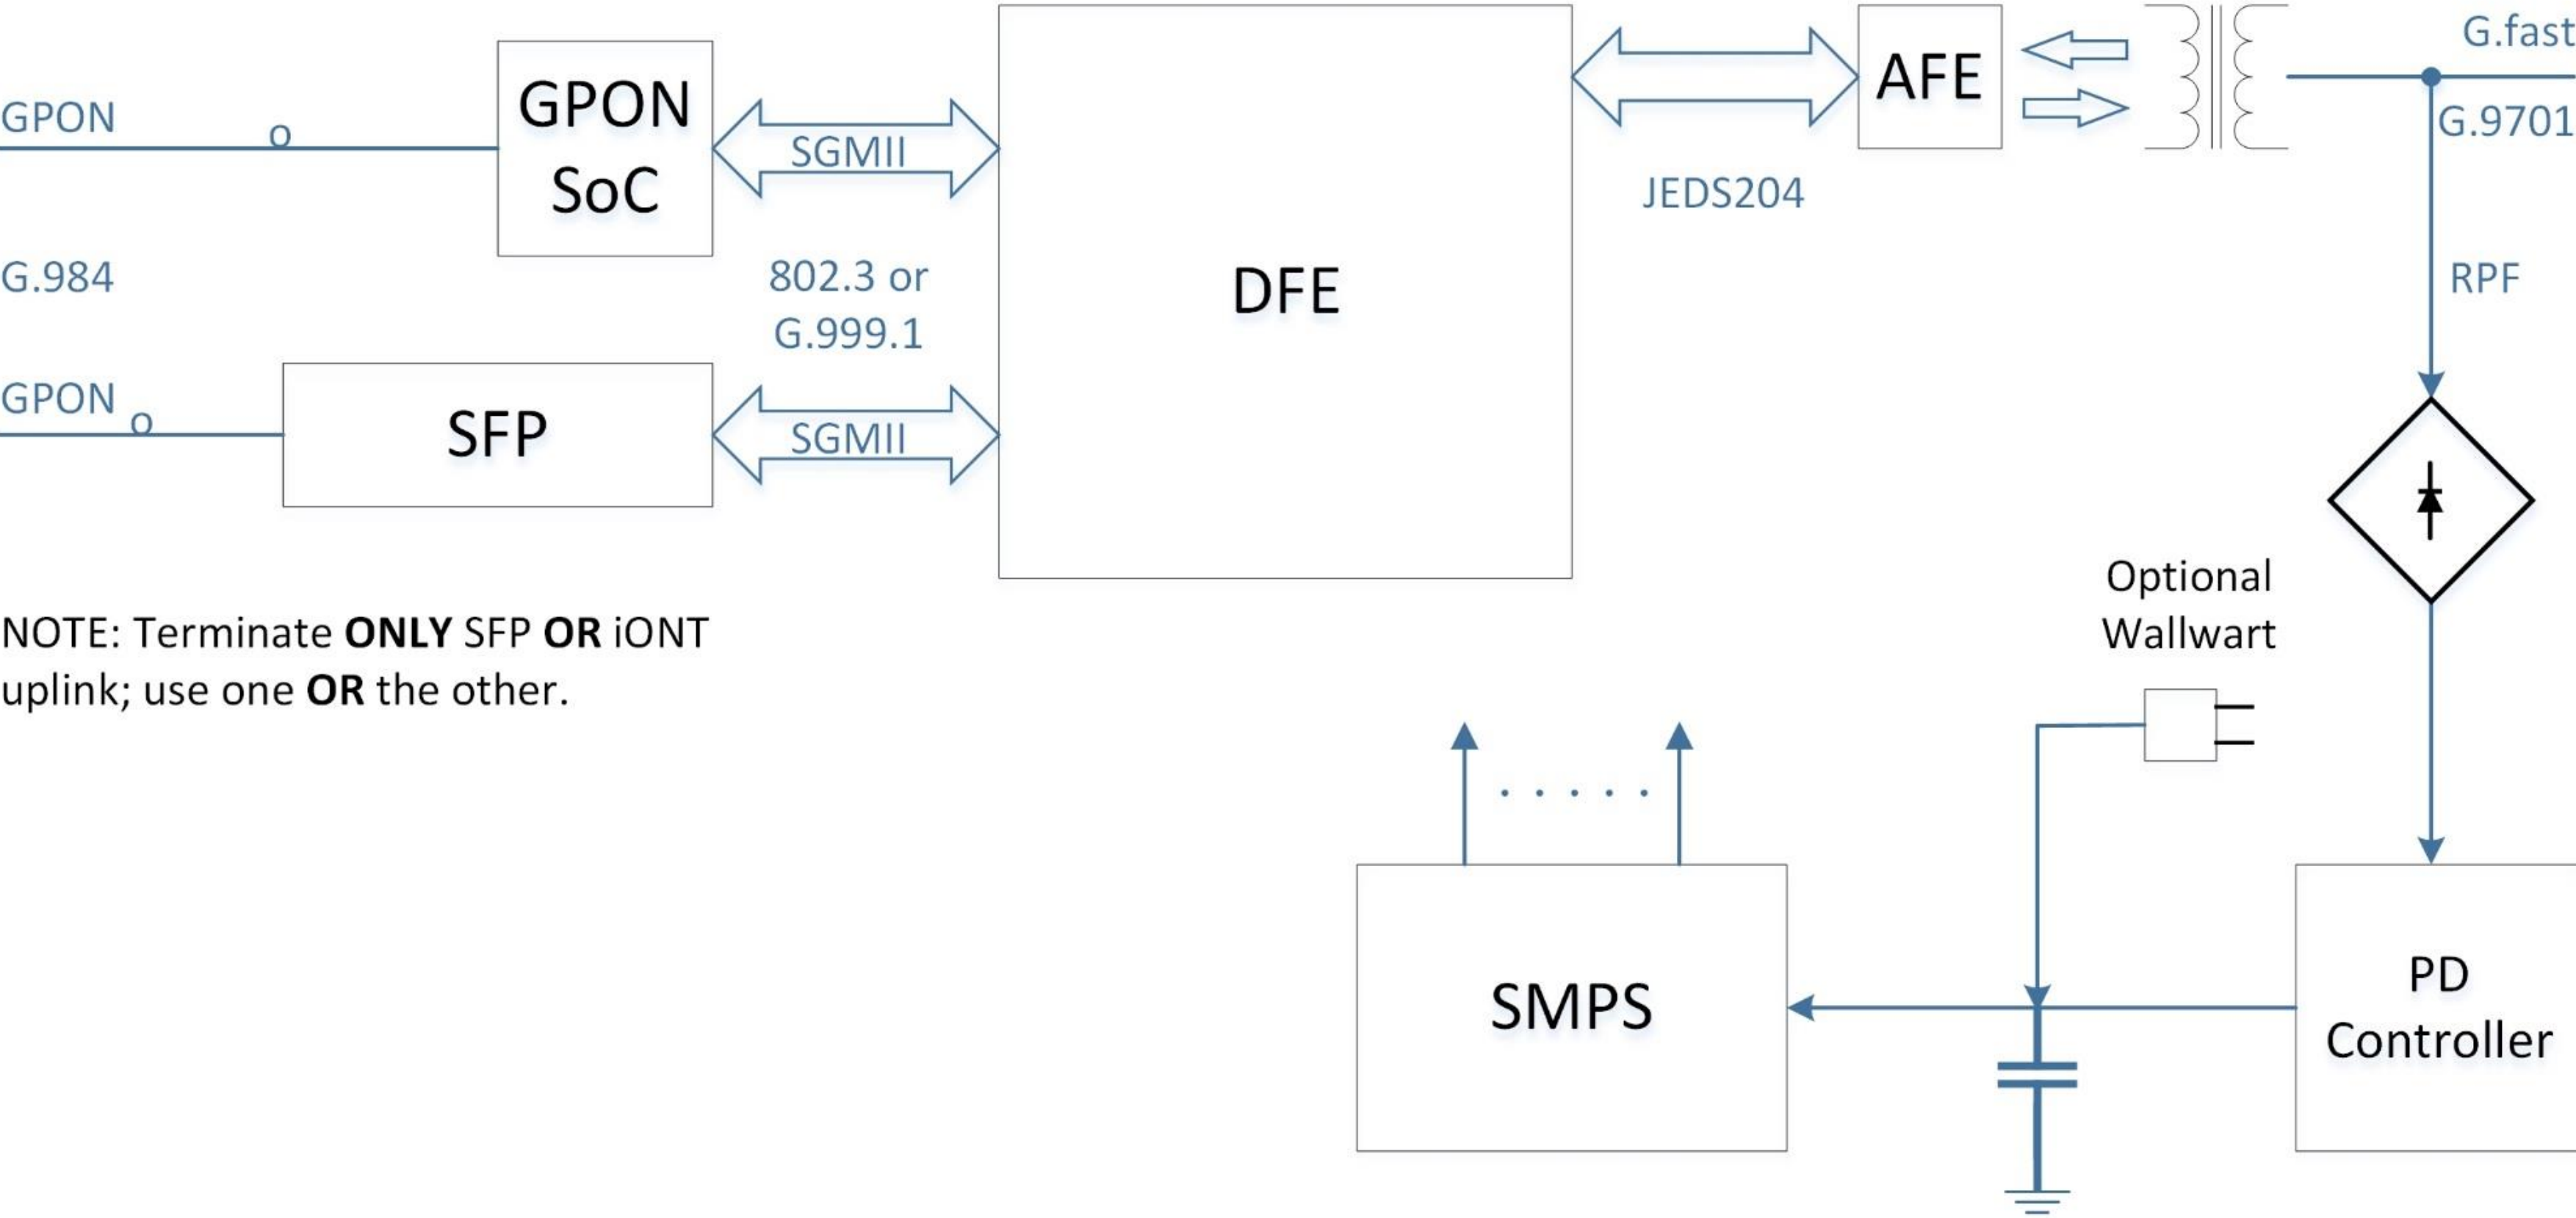 GPON
o
GPON
SoC
SGMII
DFE
JEDS204
AFE
G.fast
G.9701
G.984
802.3 or
G.999.1
RPF
GPON
o
SFP
SGMII
NOTE: Terminate ONLY SFP OR iONT
uplink; use one OR the other.
Optional
Wallwart
SMPS
PD
Controller